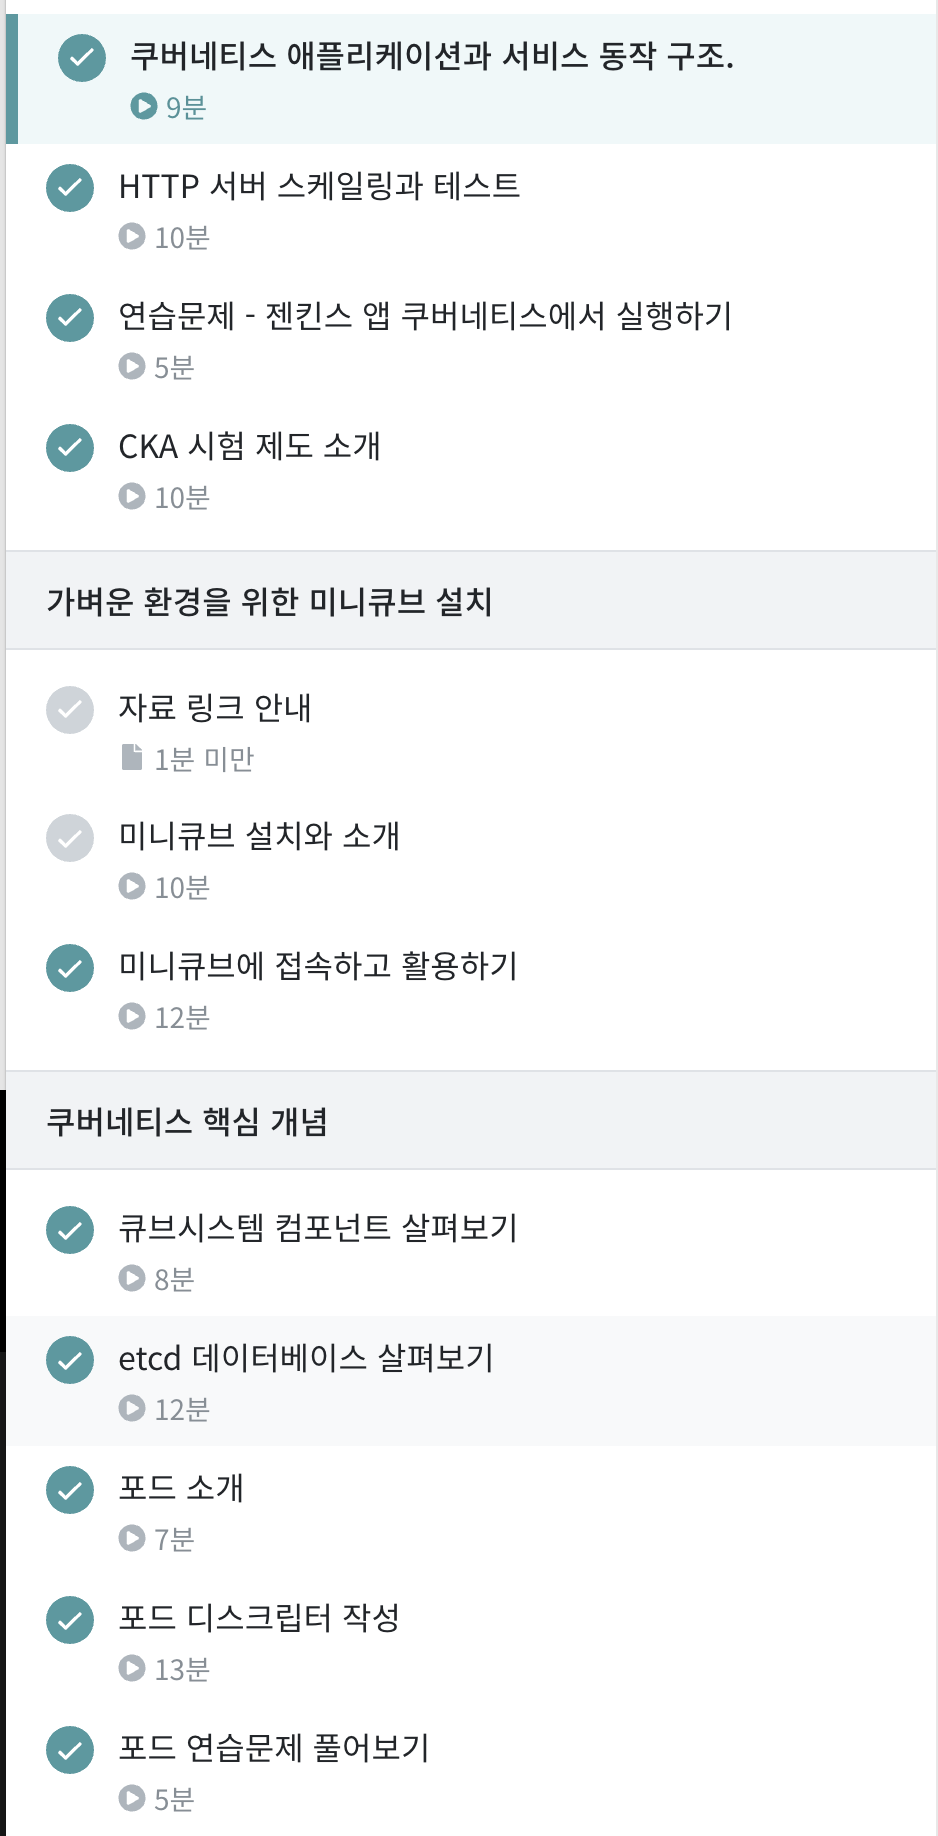 쿠버네티스 애플리케이션과 서비스 동작 구조.
9분
HTTP 서버 스케일링과 테스트
10분
연습문제 - 젠킨스 앱 쿠버네티스에서 실행하기
5분
CKA 시험 제도 소개
10분
가벼운 환경을 위한 미니큐브 설치
자료 링크 안내
1분 미만
미니큐브 설치와 소개
10분
미니큐브에 접속하고 활용하기
12분
쿠버네티스 핵심 개념
큐브시스템 컴포넌트 살펴보기
8분
etcd 데이터베이스 살펴보기
12분
포드 소개
7분
포드 디스크립터 작성
13분
포드 연습문제 풀어보기
5분